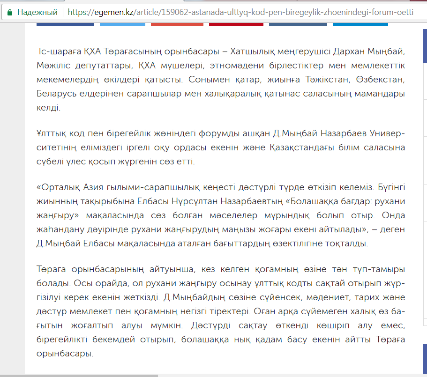 Надежный https://egemen.kz/article/159062-astanada-ulttyq-kod-pen-biregeylik-zhoenindegi-forum-oetti
Іс-шараға ҚХА Төрағасының орынбасары – Хатшылық меңгерушісі Дархан Мыңбай,
Мәжіліс депутаттары, ҚХА мүшелері, этномәдени бірлестіктер мен мемлекеттік
мекемелердің өкілдері қатысты. Сонымен қатар, жиынға Тәжікстан, Өзбекстан,
Беларусь елдерінен сарапшылар мен халықаралық қатынас саласының мамандары
келді.
Ұлттық код пен бірегейлік жөніндегі форумды ашқан Д.Мыңбай Назарбаев Универ-
ситетінің еліміздегі іргелі оқу ордасы екенін және Қазақстандағы білім саласына
сүбелі үлес қосып жүргенін сөз етті.
«Орталық Азия ғылыми-сарапшылық кеңесті дәстүрлі түрде өткізіп келеміз. Бүгінгі
жиынның тақырыбына Елбасы Нұрсұлтан Назарбаевтың «Болашаққа бағдар: рухани
жаңғыру» мақаласында сөз болған мәселелер мұрындық болып отыр. Онда
жаһандану дәуірінде рухани жаңғырудың маңызы жоғары екені айтылады», – деген
Д.Мыңбай Елбасы мақаласында аталған бағыттардың өзектілігіне тоқталды.
Төраға орынбасарының айтуынша, кез келген қоғамның өзіне тән түп-тамыры
болады. Осы орайда, ол рухани жаңғыру осынау ұлттық кодты сақтай отырып жүр-
гізілуі керек екенін жеткізді. Д.Мыңбайдың сөзіне сүйенсек, мәдениет, тарих және
дәстүр мемлекет пен қоғамның негізгі тіректері. Оған арқа сүйемеген халық өз ба-
ғытын жоғалтып алуы мүмкін. Дәстүрді сақтау өткенді көшіріп алу емес,
бірегейлікті бекемдей отырып, болашаққа нық қадам басу екенін айтты Төраға
орынбасары.